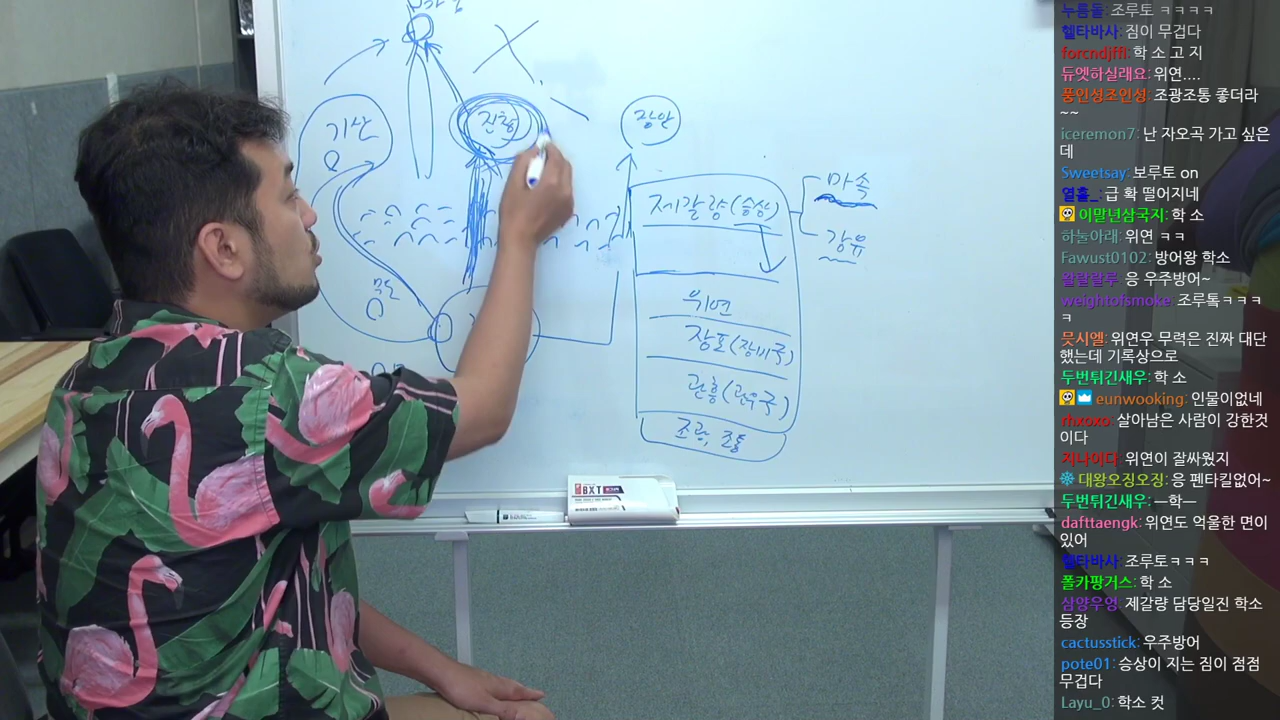 기산
진창
장안
제갈량(승상)
마속
강유
위연
장포(장비 子)
관흥(관우 子)
조광, 조통
BXT
누룸돌: 조루토 ㅋㅋㅋㅋ
헬타바사: 짐이 무겁다
forcndjffl: 학 소 고 지
듀엣하실래요: 위연....
풍인성조인성: 조광조통 좋더라
~~
iceremon7: 난 자오곡 가고 싶은
데
Sweetsay: 보루토 on
열훌_: 급 확 떨어지네
이말년삼국지: 학 소
하눌아래: 위연 ㅋㅋ
Fawust0102: 방어왕 학소
왈랄랄루: 응 우주방어~
weightofsmoke: 조루톡ㅋㅋㅋ
ㅋ
믓시엘: 위연우 무력은 진짜 대단
했는데 기록상으로
두번튀긴새우: 학 소
eunwooking: 인물이없네
rhxoxo: 살아남은 사람이 강한것
이다
지나이다: 위연이 잘싸웠지
대왕오징오징: 응 펜타킬없어~
두번튀긴새우: ㅡ학ㅡ
dafttaengk: 위연도 억울한 면이
있어
헬타바사: 조루토ㅋㅋㅋ
폴카팡거스: 학 소
삼양우엉: 제갈량 담당일진 학소
등장
cactusstick: 우주방어
pote01: 승상이 지는 짐이 점점
무겁다
Layu_0: 학소 컷